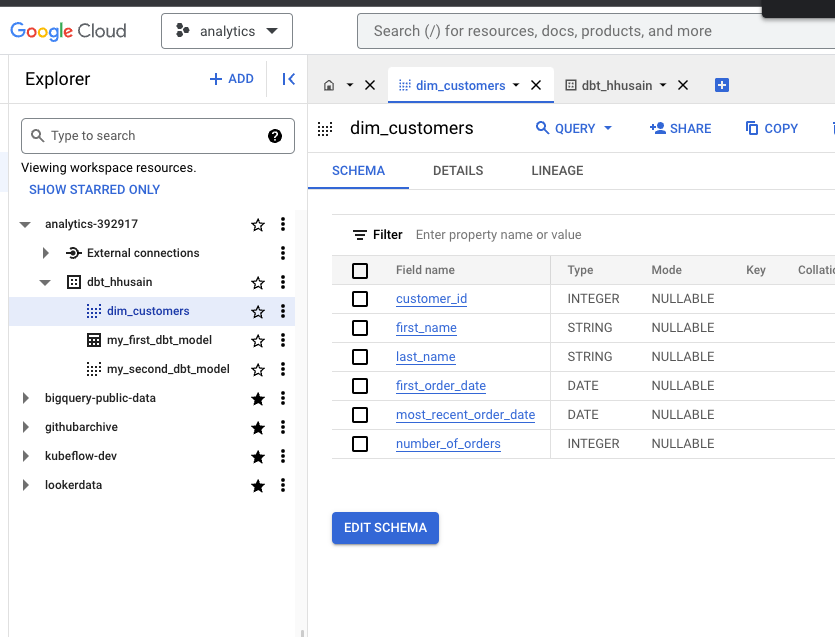 Google Cloud
analytics
Search (/) for resources, docs, products, and more
Explorer
+ ADD
dim_customers
dbt_hhusain
Type to search
Viewing workspace resources.
SHOW STARRED ONLY
analytics-392917
External connections
dbt_hhusain
dim_customers
my_first_dbt_model
my_second_dbt_model
bigquery-public-data
githubarchive
kubeflow-dev
lookerdata
dim_customers
QUERY
SHARE
COPY
SCHEMA
DETAILS
LINEAGE
Filter Enter property name or value
Field name Type Mode Key Collatio
customer_id INTEGER NULLABLE
first_name STRING NULLABLE
last_name STRING NULLABLE
first_order_date DATE NULLABLE
most_recent_order_date DATE NULLABLE
number_of_orders INTEGER NULLABLE
EDIT SCHEMA